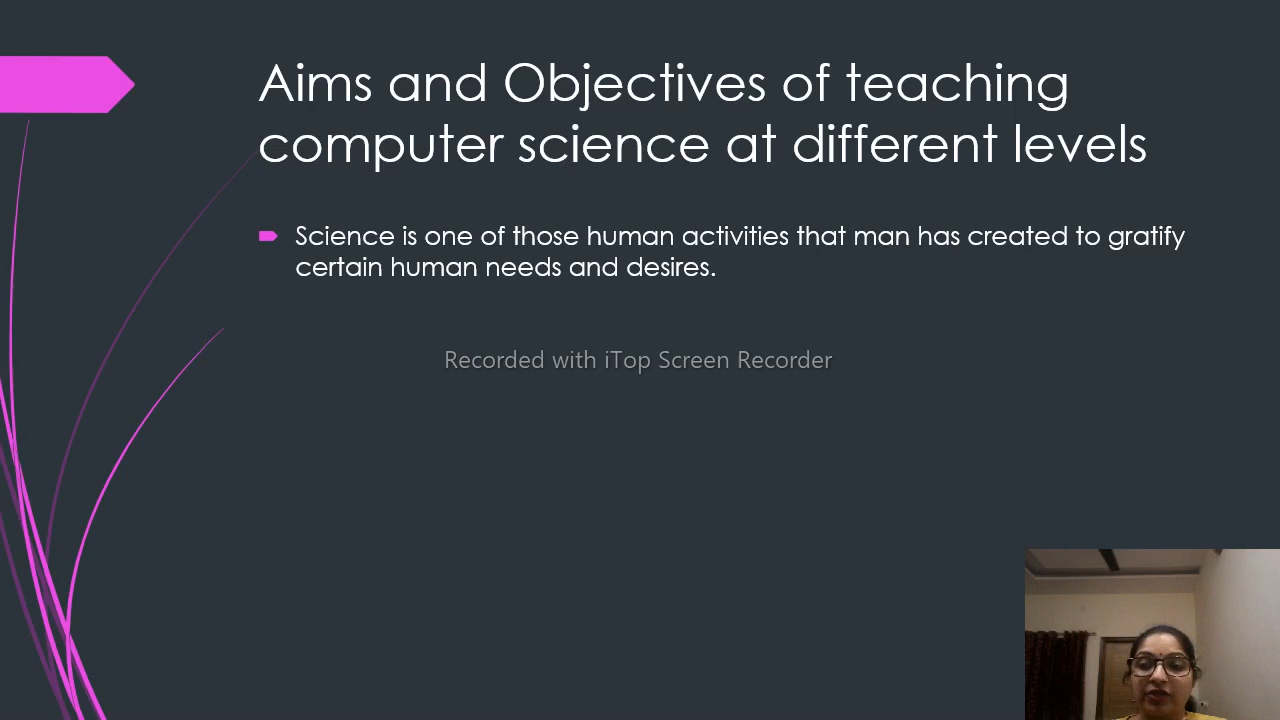 Aims and Objectives of teaching
computer science at different levels
Science is one of those human activities that man has created to gratify
certain human needs and desires.
Recorded with iTop Screen Recorder